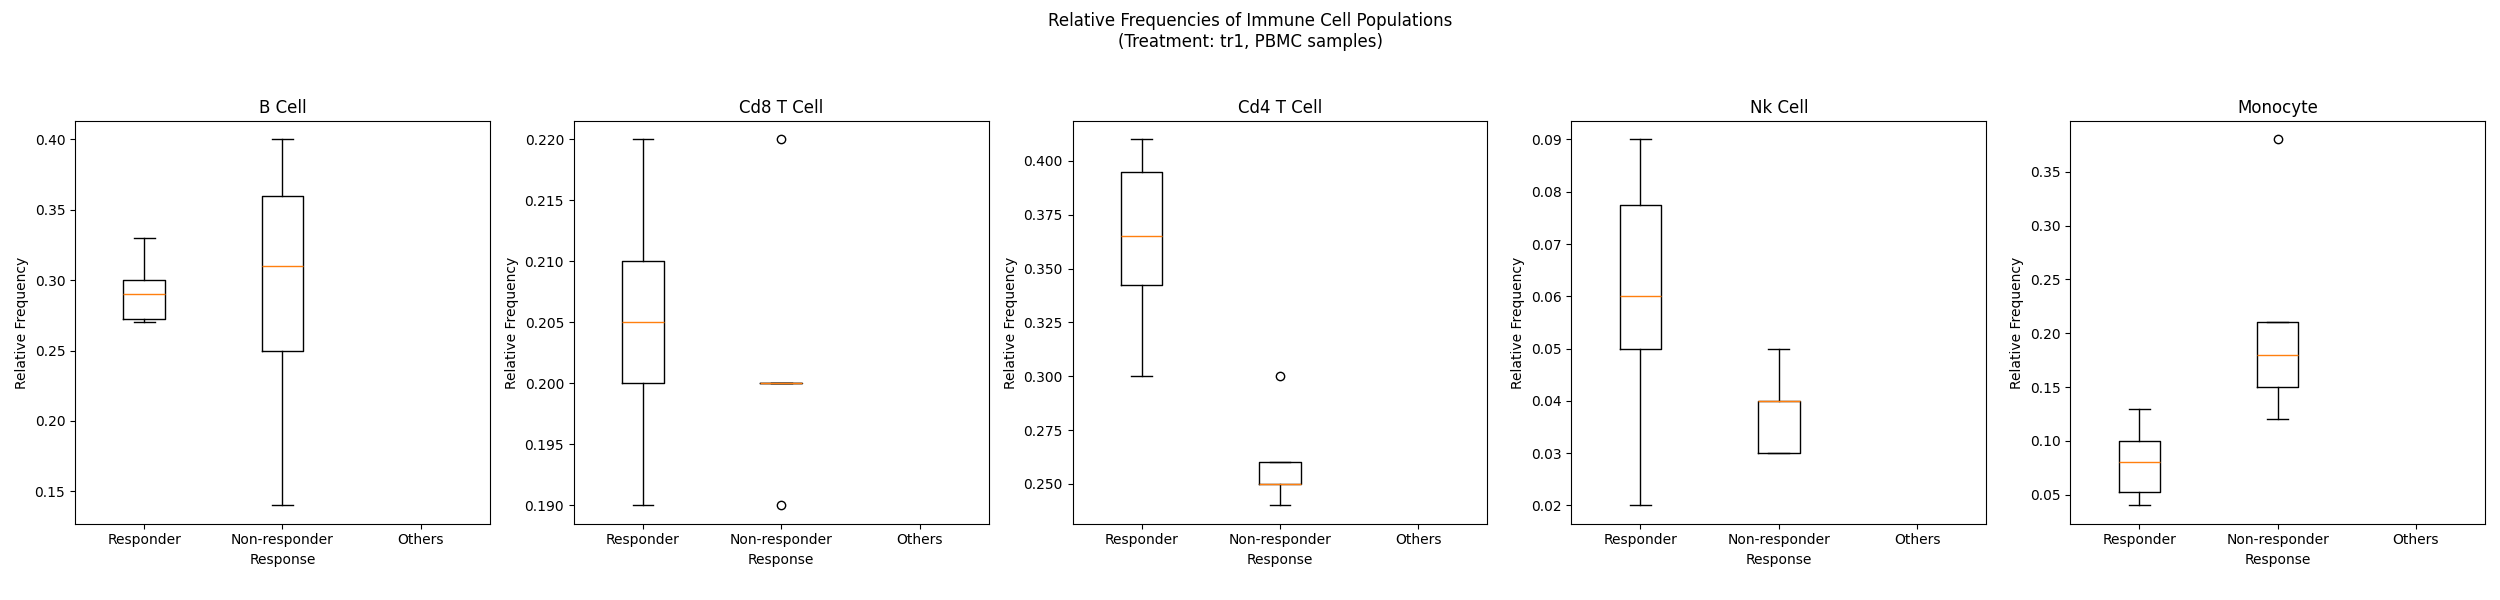 Relative Frequencies of Immune Cell Populations
(Treatment: tr1, PBMC samples)
B Cell
Relative Frequency
0.40
0.35
0.30
0.25
0.20
0.15
Responder
Non-responder
Others
Response
Cd8 T Cell
Relative Frequency
0.220
0.215
0.210
0.205
0.200
0.195
0.190
Responder
Non-responder
Others
Response
Cd4 T Cell
Relative Frequency
0.400
0.375
0.350
0.325
0.300
0.275
0.250
Responder
Non-responder
Others
Response
Nk Cell
Relative Frequency
0.09
0.08
0.07
0.06
0.05
0.04
0.03
0.02
Responder
Non-responder
Others
Response
Monocyte
Relative Frequency
0.35
0.30
0.25
0.20
0.15
0.10
0.05
Responder
Non-responder
Others
Response